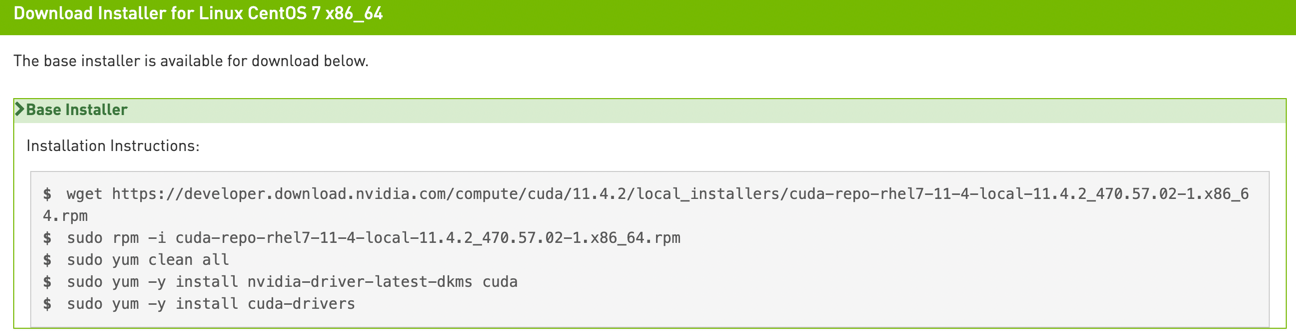 Download Installer for Linux CentOS 7 x86_64
The base installer is available for download below.
Base Installer
Installation Instructions:
$ wget https://developer.download.nvidia.com/compute/cuda/11.4.2/local_installers/cuda-repo-rhel7-11-4-local-11.4.2_470.57.02-1.x86_6
4.rpm
$ sudo rpm -i cuda-repo-rhel7-11-4-local-11.4.2_470.57.02-1.x86_64.rpm
$ sudo yum clean all
$ sudo yum -y install nvidia-driver-latest-dkms cuda
$ sudo yum -y install cuda-drivers